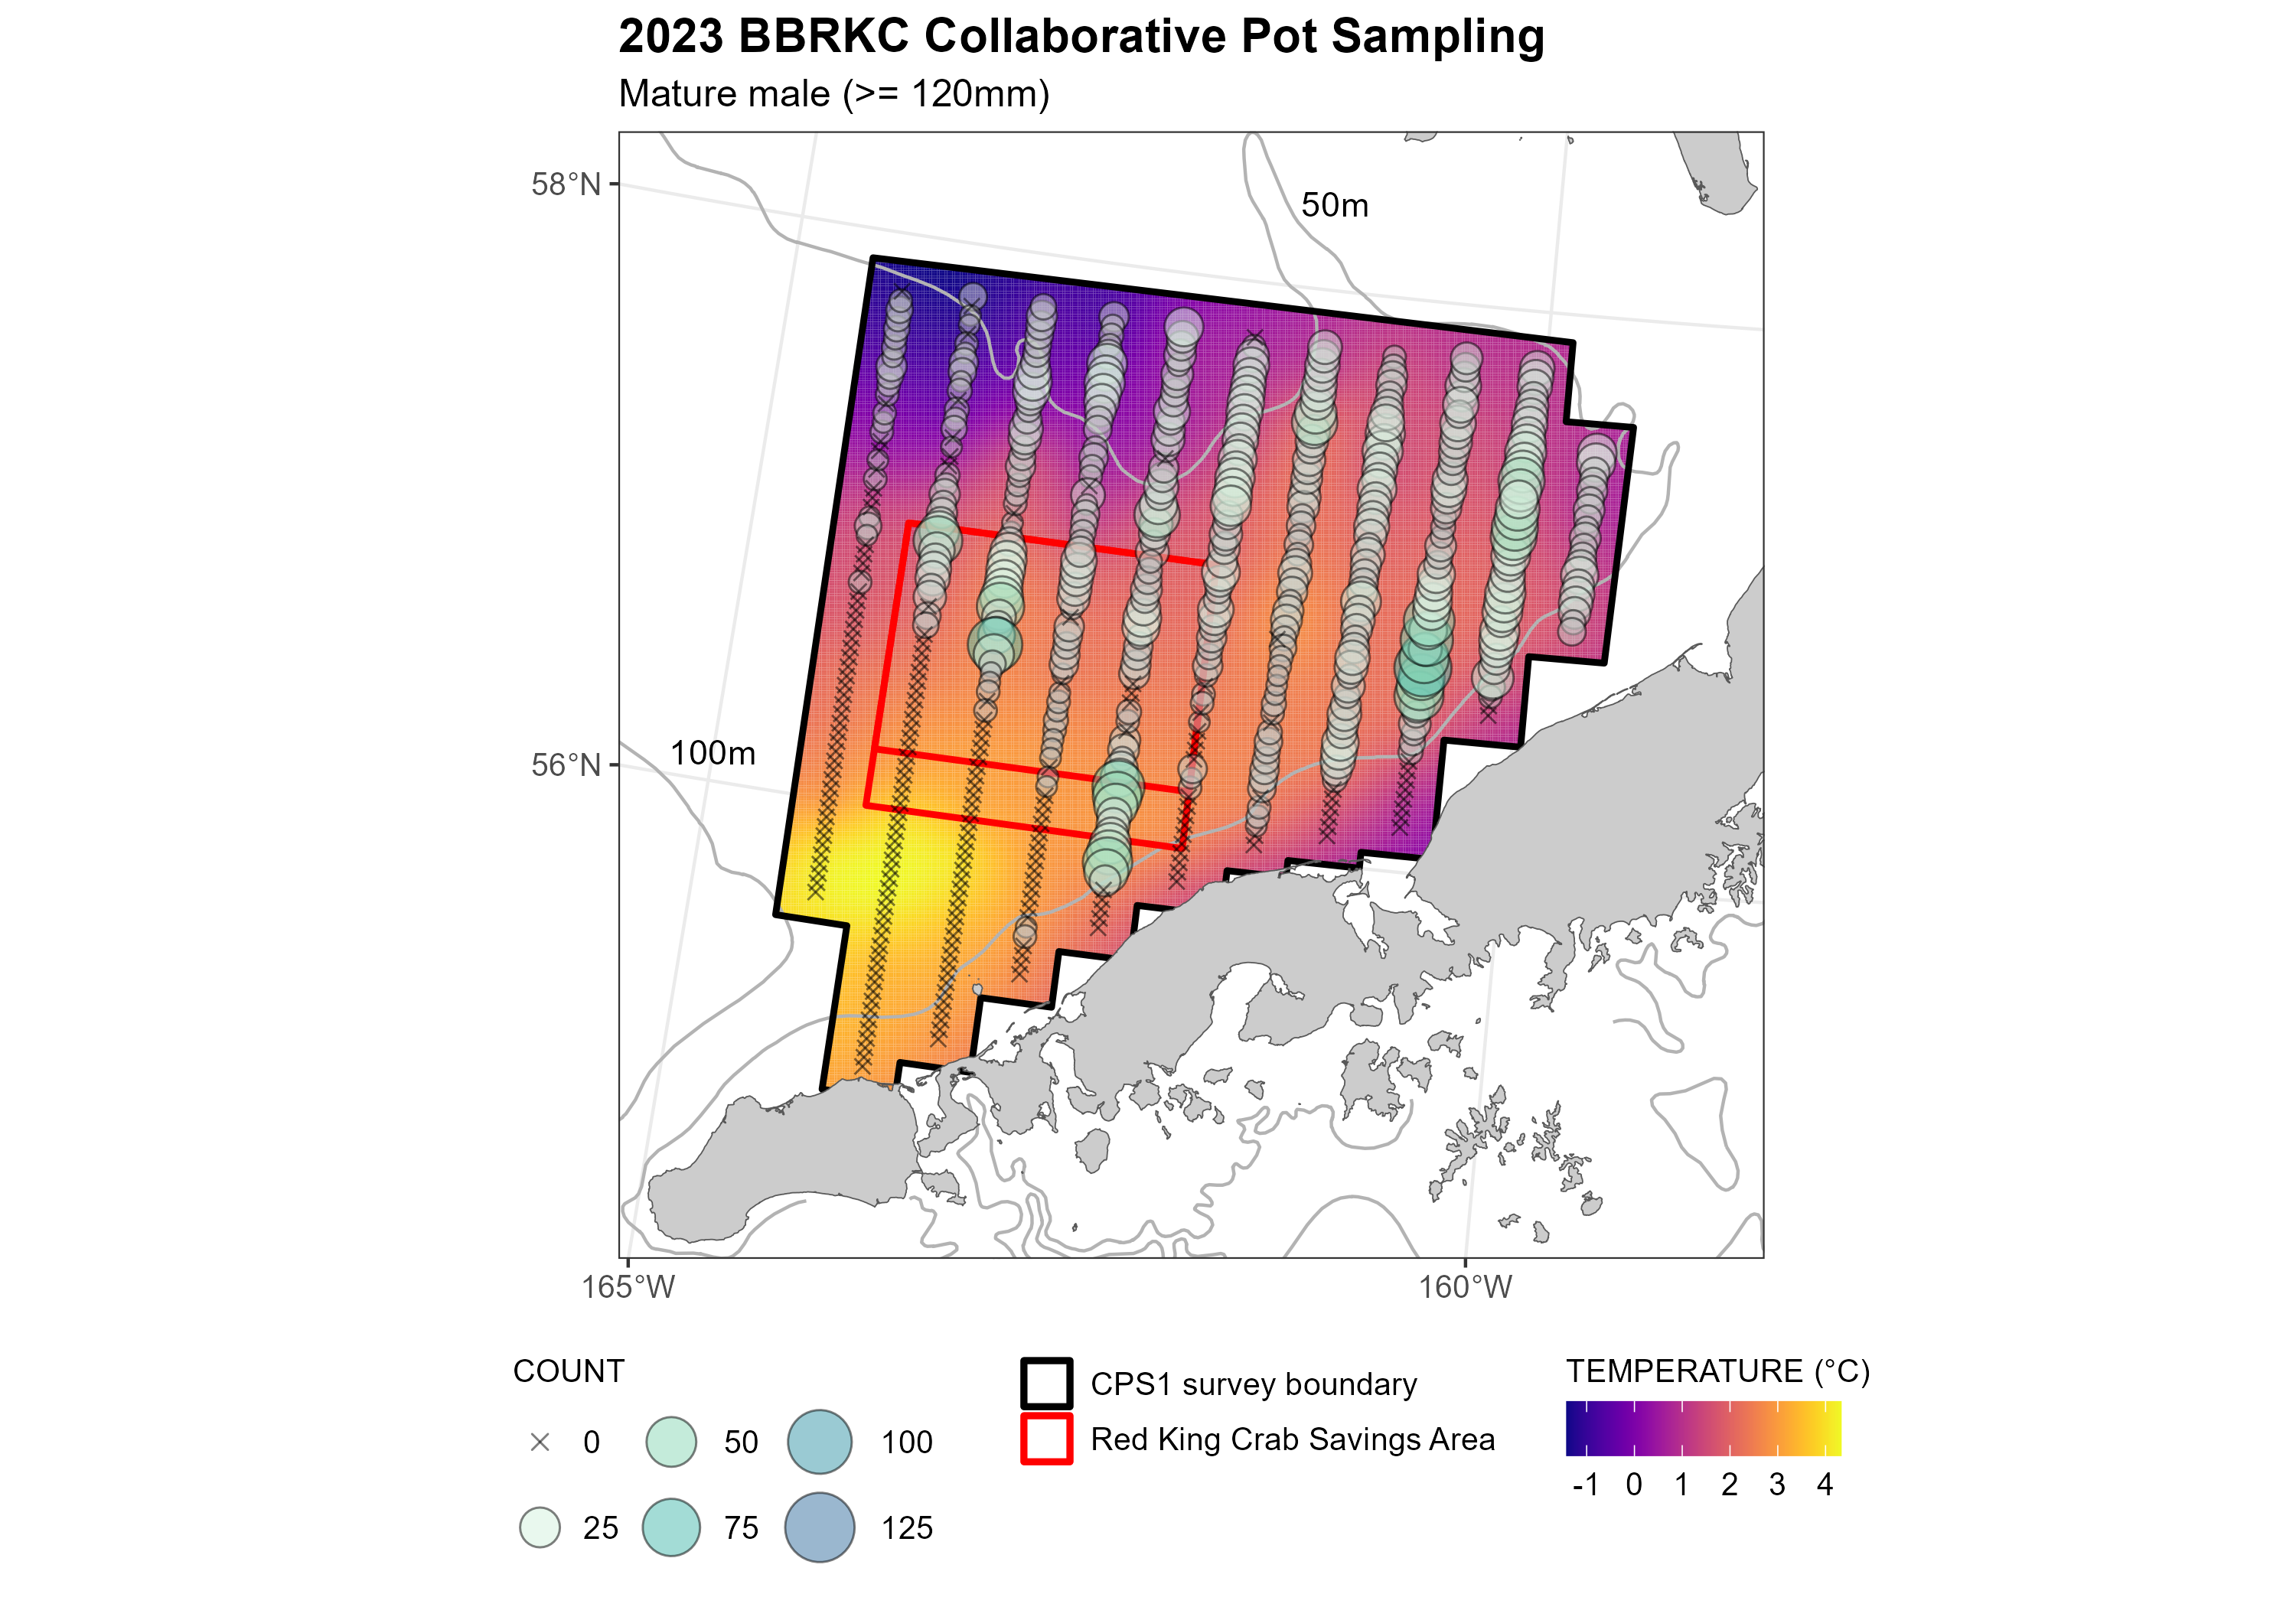 2023 BBRKC Collaborative Pot Sampling
Mature male (>= 120mm)
58°N
50m
100m
56°N
165°W
160°W
COUNT
0
50
100
25
75
125
CPS1 survey boundary
Red King Crab Savings Area
TEMPERATURE (°C)
-1 0 1 2 3 4